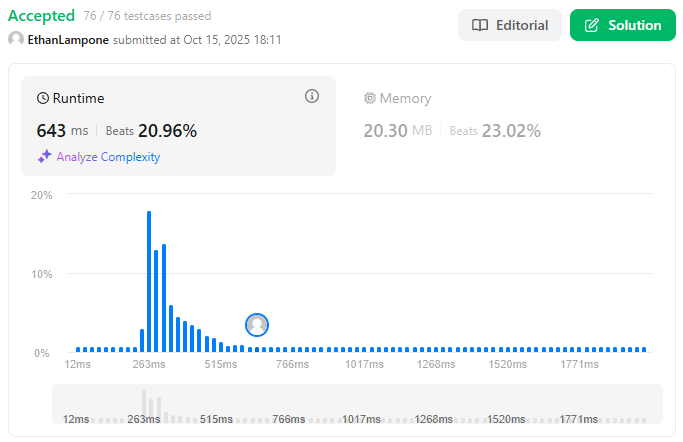 Accepted 76 / 76 testcases passed
Editorial
Solution
EthanLampone submitted at Oct 15, 2025 18:11
Runtime
Memory
643 ms | Beats 20.96%
20.30 MB | Beats 23.02%
Analyze Complexity
20%
10%
0%
12ms 263ms 515ms 766ms 1017ms 1268ms 1520ms 1771ms
12ms 263ms 515ms 766ms 1017ms 1268ms 1520ms 1771ms